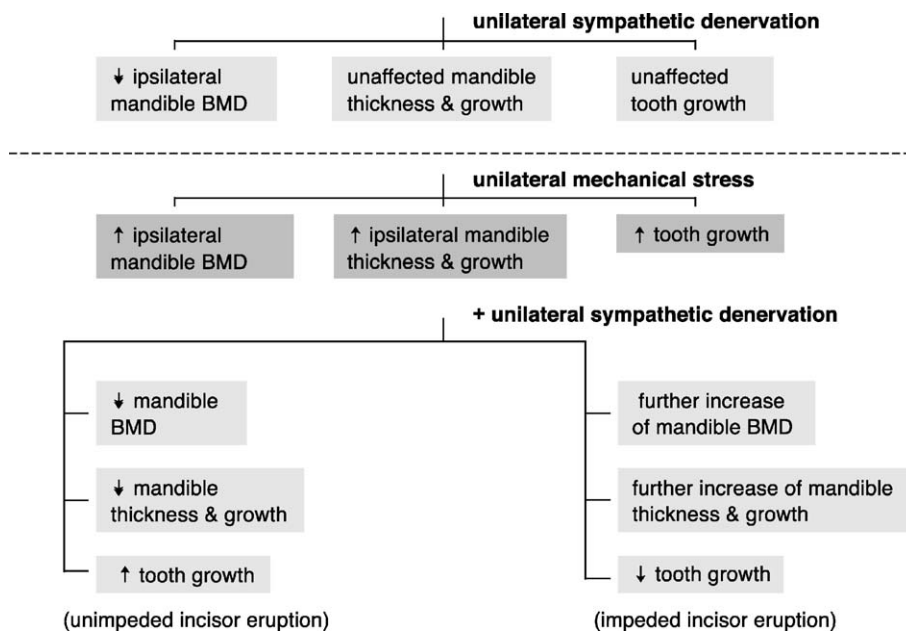 unilateral sympathetic denervation
↓ ipsilateral
mandible BMD
unaffected mandible
thickness & growth
unaffected
tooth growth
unilateral mechanical stress
↑ ipsilateral
mandible BMD
↑ ipsilateral mandible
thickness & growth
↑ tooth growth
+ unilateral sympathetic denervation
↓ mandible
BMD
↓ mandible
thickness & growth
↑ tooth growth
(unimpeded incisor eruption)
further increase
of mandible BMD
further increase of mandible
thickness & growth
↓ tooth growth
(impeded incisor eruption)